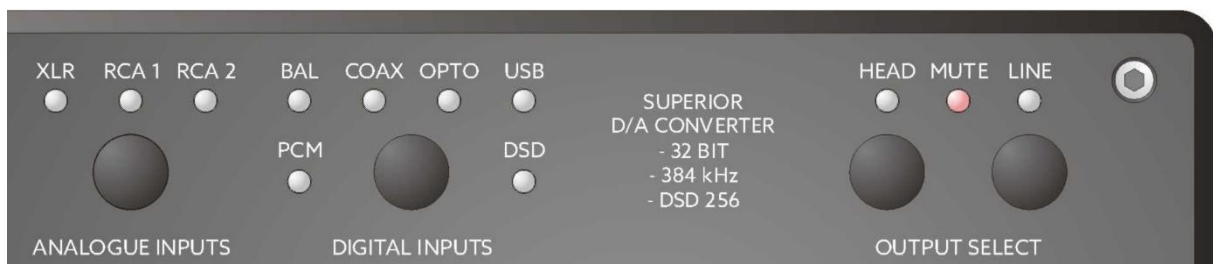 XLR RCA 1 RCA 2 BAL COAX OPTO USB HEAD MUTE LINE
SUPERIOR
D/A CONVERTER
- 32 BIT
- 384 kHz
- DSD 256
PCM DSD
ANALOGUE INPUTS DIGITAL INPUTS OUTPUT SELECT